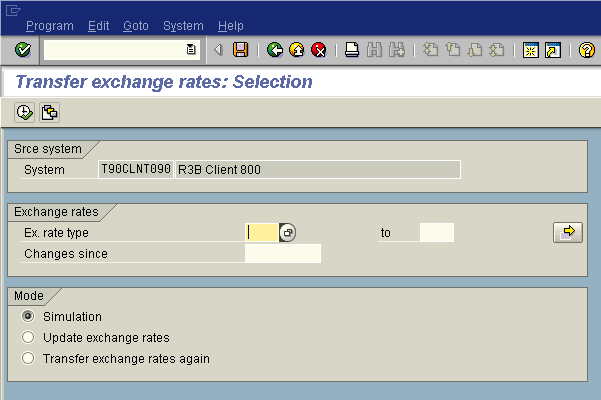 Program Edit Goto System Help
Transfer exchange rates: Selection
Srce system
System T90CLNT090 R3B Client 800
Exchange rates
Ex. rate type to
Changes since
Mode
Simulation
Update exchange rates
Transfer exchange rates again